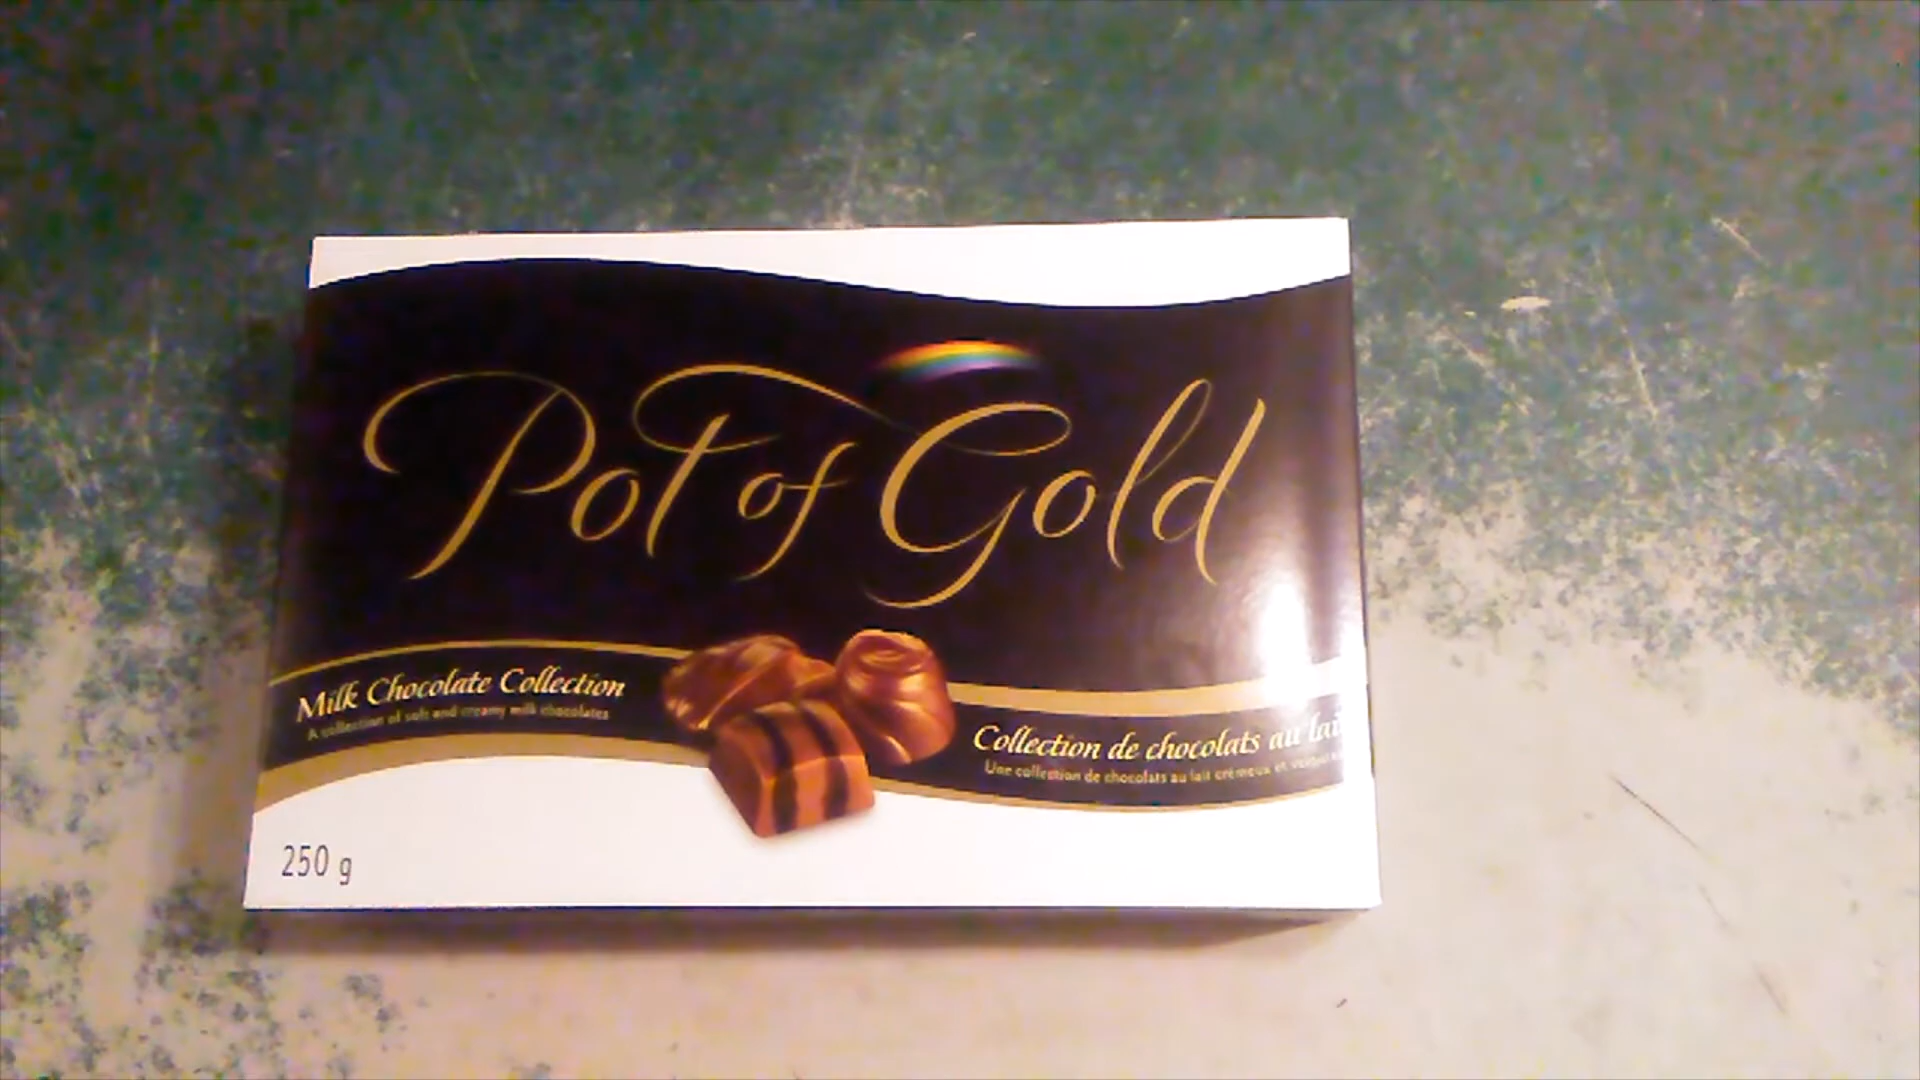 Pot of Gold
Milk Chocolate Collection
A collection of soft and creamy milk chocolates
Collection de chocolats au lait
Une collection de chocolats au lait crémeux et
250 g